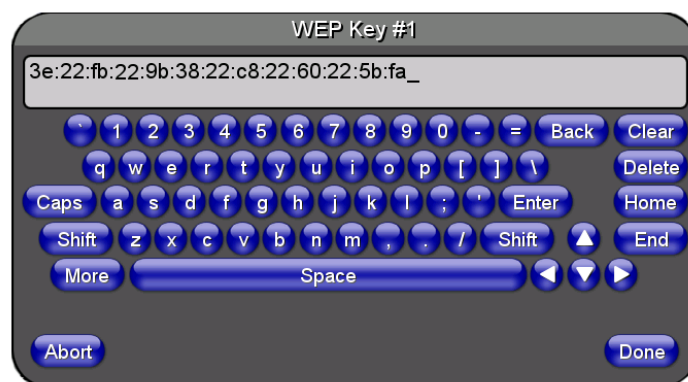 WEP Key #1
3e:22:fb:22:9b:38:22:c8:22:60:22:5b:fa_
` 1 2 3 4 5 6 7 8 9 0 - = Back Clear
q w e r t y u i o p [ ] \ Delete
Caps a s d f g h j k l ; ' Enter Home
Shift z x c v b n m , . / Shift End
More Space
Abort Done